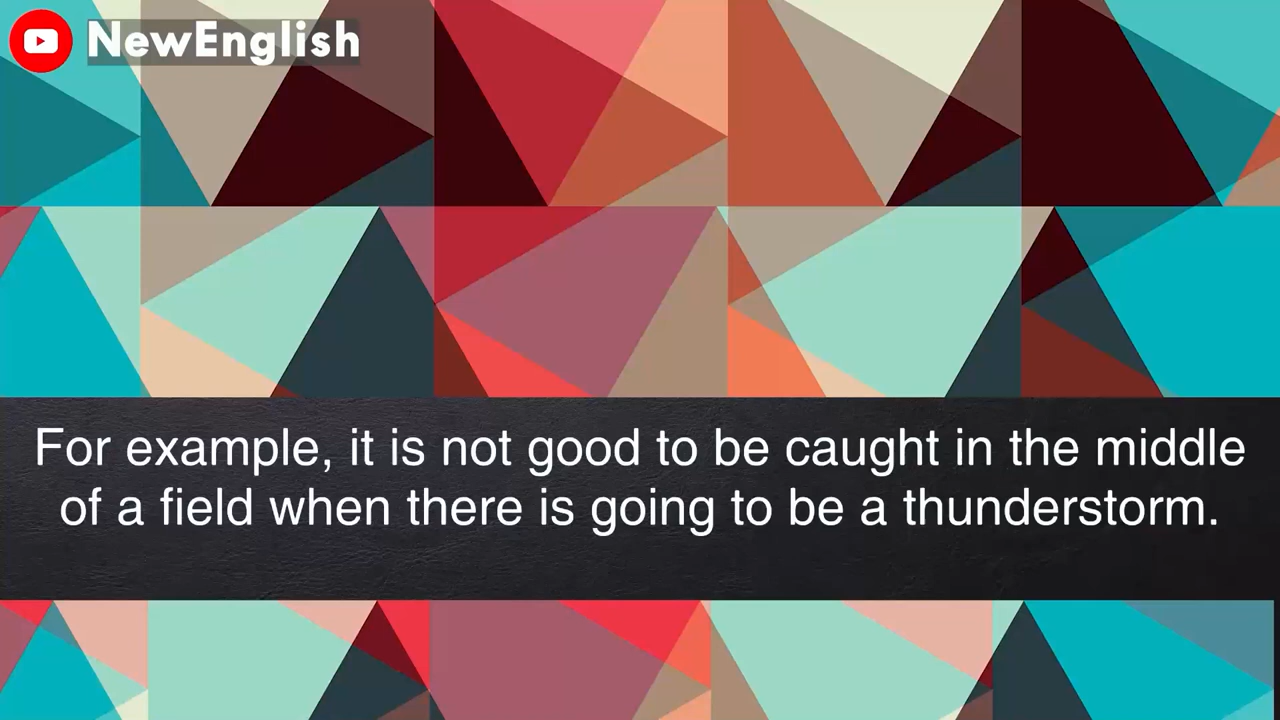 NewEnglish
For example, it is not good to be caught in the middle
of a field when there is going to be a thunderstorm.